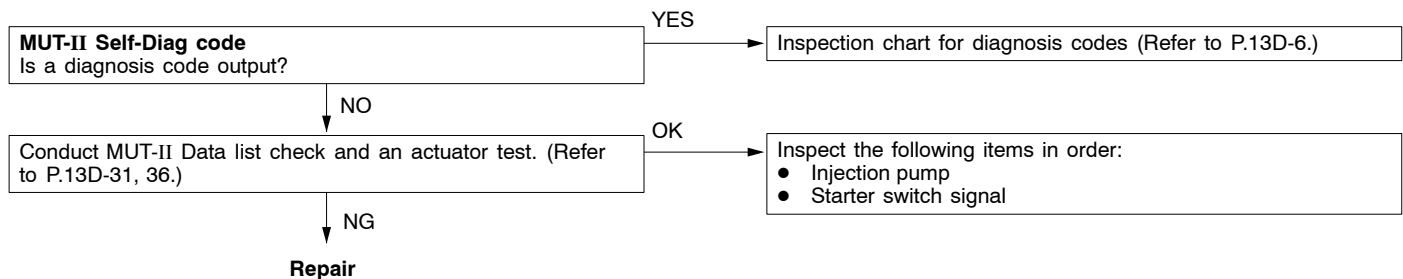 YES
MUT-II Self-Diag code
Is a diagnosis code output?
Inspection chart for diagnosis codes (Refer to P.13D-6.)
NO
OK
Conduct MUT-II Data list check and an actuator test. (Refer
to P.13D-31, 36.)
Inspect the following items in order:
● Injection pump
● Starter switch signal
NG
Repair